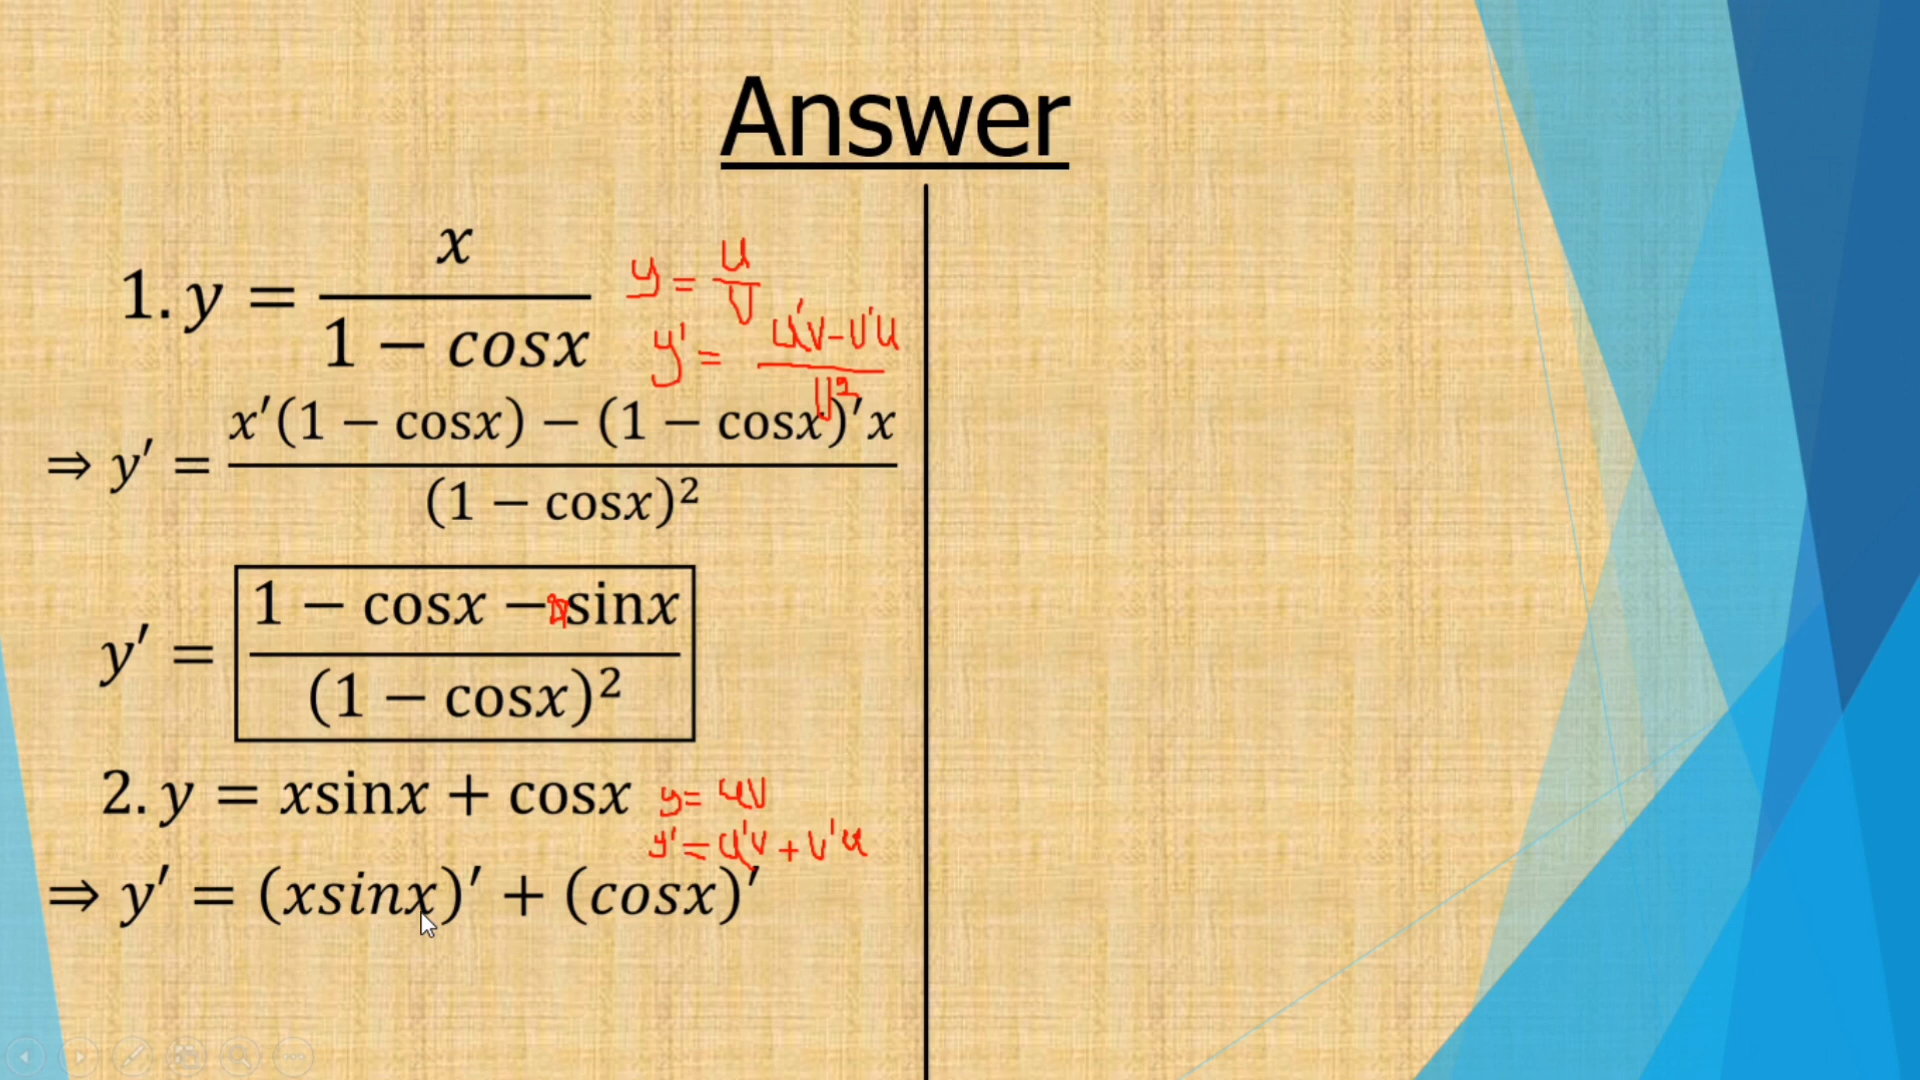 Answer
1. y = x / (1 − cosx)
y = u / v
y' = (u'v − v'u) / v²
⇒ y′ = (x′(1 − cosx) − (1 − cosx)′x) / (1 − cosx)²
y′ = (1 − cosx − xsinx) / (1 − cosx)²
2. y = xsinx + cosx
y = uv
y' = u'v + v'u
⇒ y′ = (xsinx)′ + (cosx)′